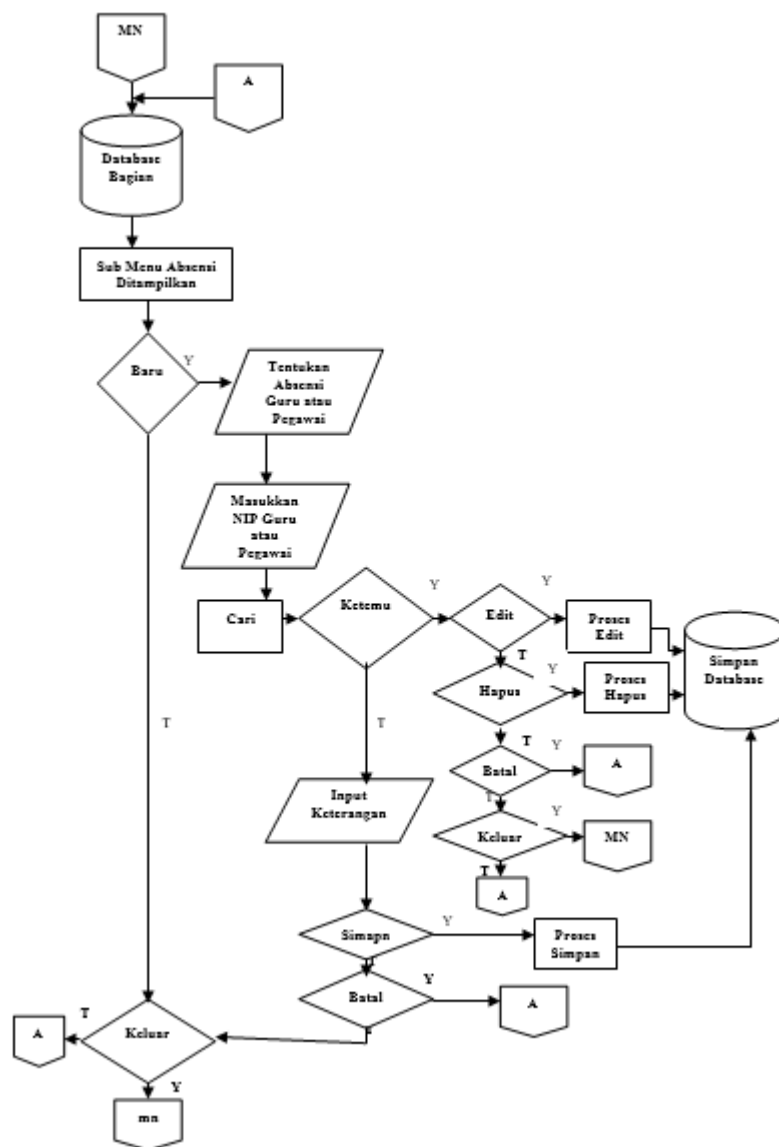 MN
A
Database
Bagian
Sub Menu Absensi
Ditampilkan
Baru
Y
Tentukan
Absensi
Guru atau
Pegawai
Masukkan
NIP Guru
atau
Pegawai
Cari
Ketemu
Y
Edit
Y
Proses
Edit
Simpan
Database
T
Hapus
Y
Proses
Hapus
T
T
Y
Batal
A
Input
Keterangan
T
Y
Keluar
MN
T
A
Simapn
Y
Proses
Simpan
T
Batal
Y
A
T
Keluar
A
Y
mn